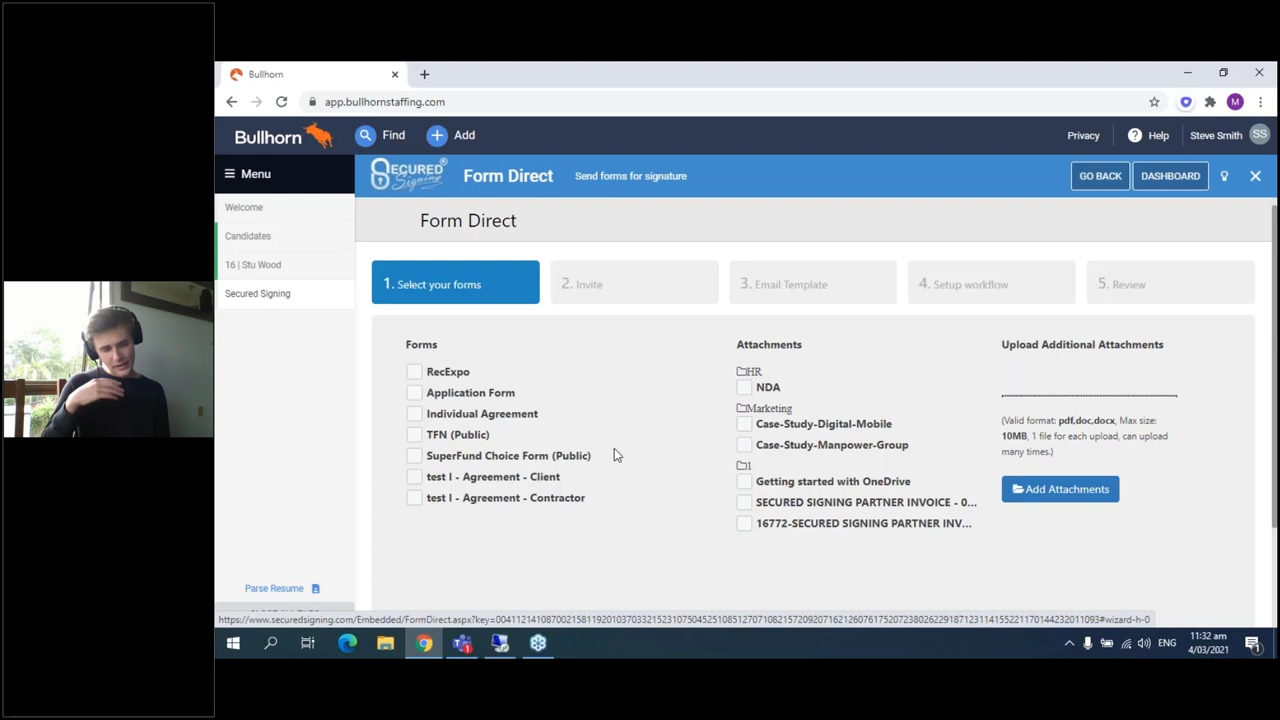 Bullhorn
app.bullhornstaffing.com
M
Bullhorn
Find
Add
Privacy
? Help
Steve Smith
SS
Menu
SECURED Signing®
Form Direct
Send forms for signature
GO BACK
DASHBOARD
Welcome
Candidates
16 | Stu Wood
Secured Signing
Form Direct
1. Select your forms
2. Invite
3. Email Template
4. Setup workflow
5. Review
Forms
RecExpo
Application Form
Individual Agreement
TFN (Public)
SuperFund Choice Form (Public)
test I - Agreement - Client
test I - Agreement - Contractor
Attachments
HR
NDA
Marketing
Case-Study-Digital-Mobile
Case-Study-Manpower-Group
1
Getting started with OneDrive
SECURED SIGNING PARTNER INVOICE - 0...
16772-SECURED SIGNING PARTNER INV...
Upload Additional Attachments
(Valid format: pdf,doc,docx, Max size:
10MB, 1 file for each upload, can upload
many times.)
Add Attachments
Parse Resume
ENG
11:32 am
4/03/2021